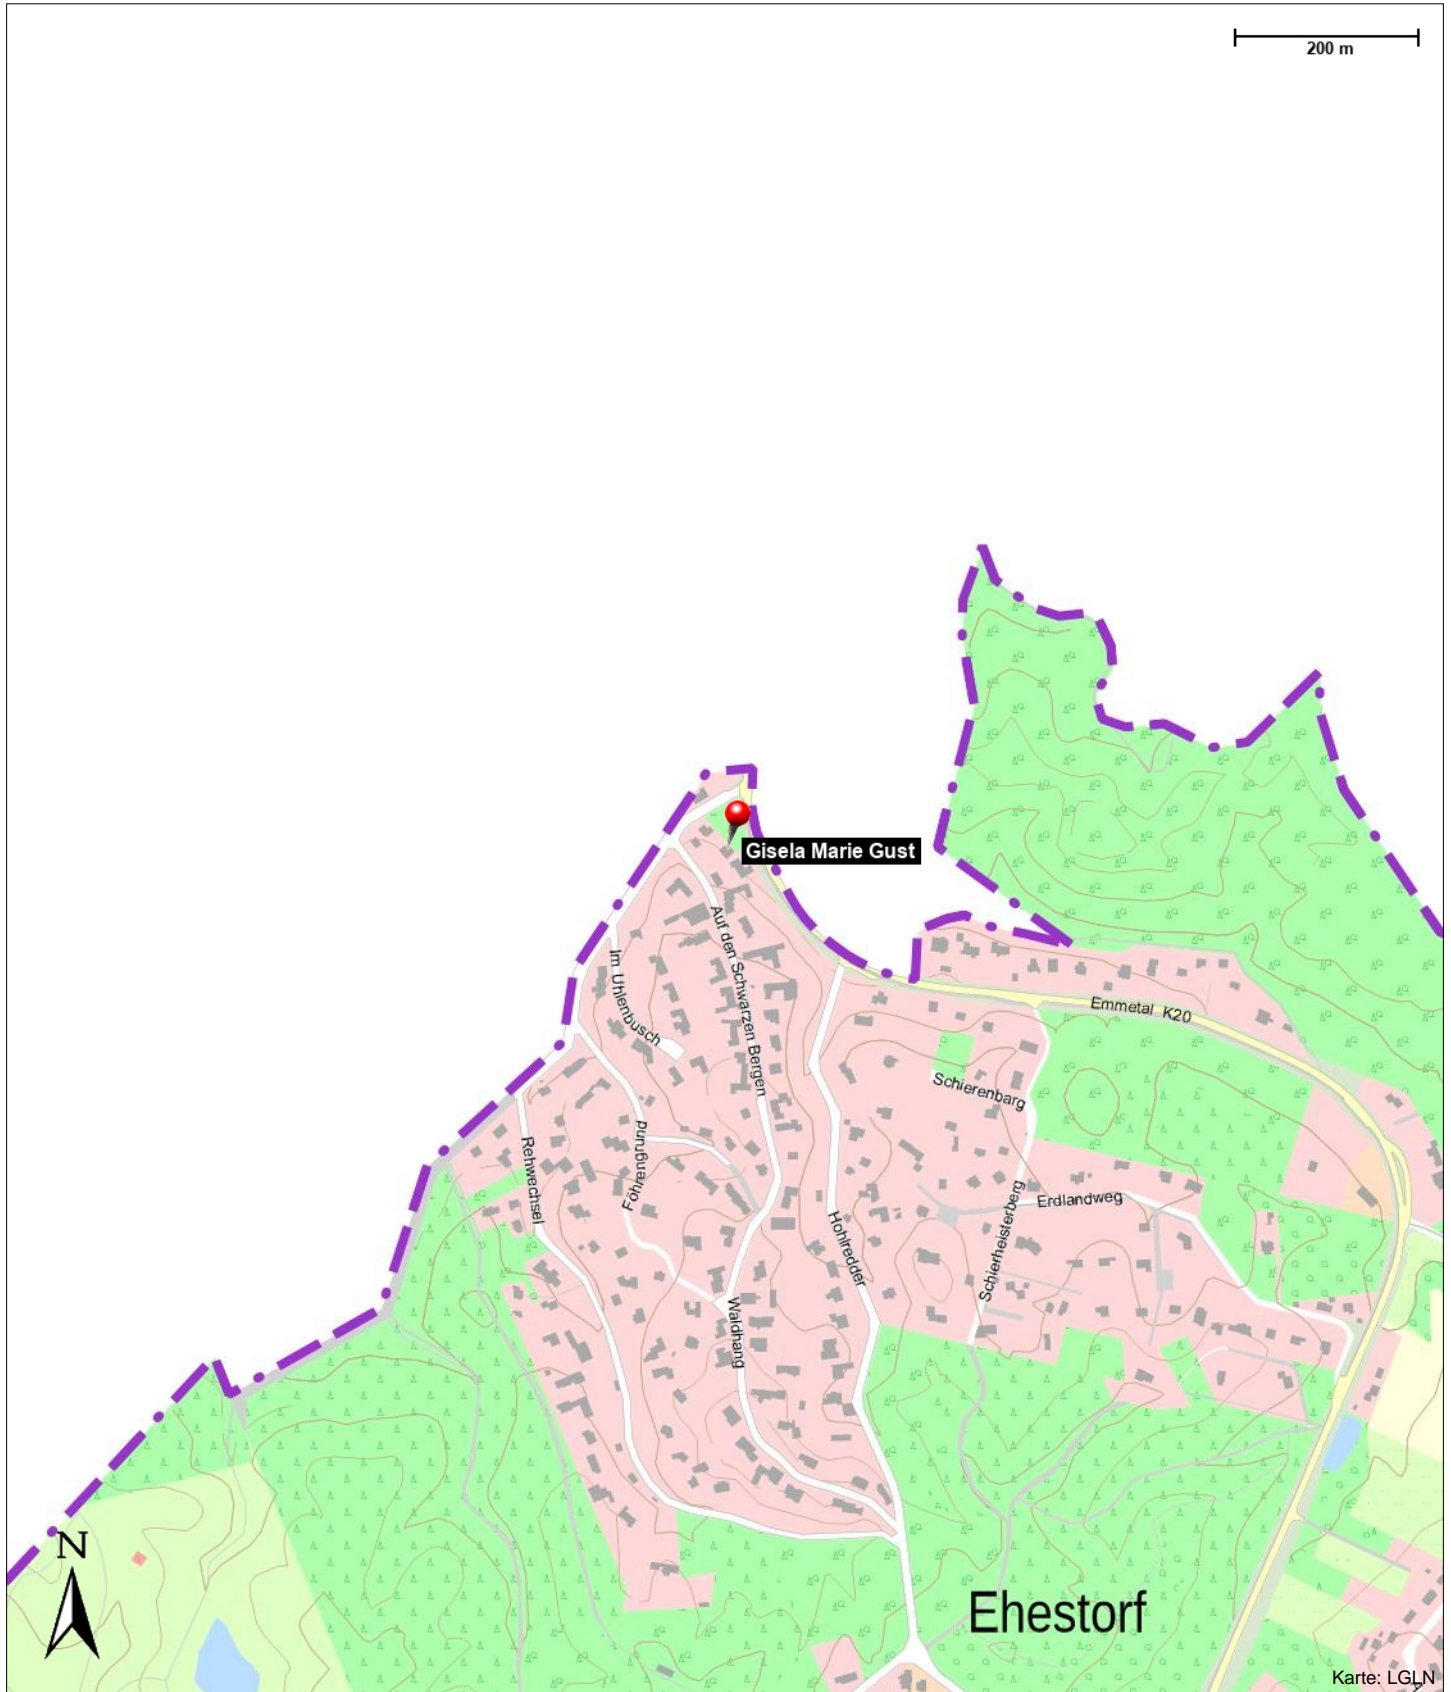 200 m
Gisela Marie Gust
Auf den Schwarzen Bergen
Im Uhlenbusch
Emmetal K20
Schierenbarg
Rehwechsel
Föhrengrund
Erdlandweg
Hohlredder
Schierheisterberg
Waldhang
N
Ehestorf
Karte: LGLN